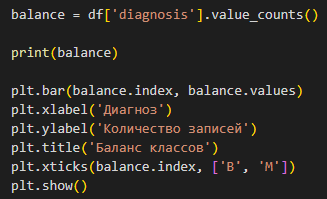 balance = df['diagnosis'].value_counts()
print(balance)
plt.bar(balance.index, balance.values)
plt.xlabel('Диагноз')
plt.ylabel('Количество записей')
plt.title('Баланс классов')
plt.xticks(balance.index, ['B', 'M'])
plt.show()